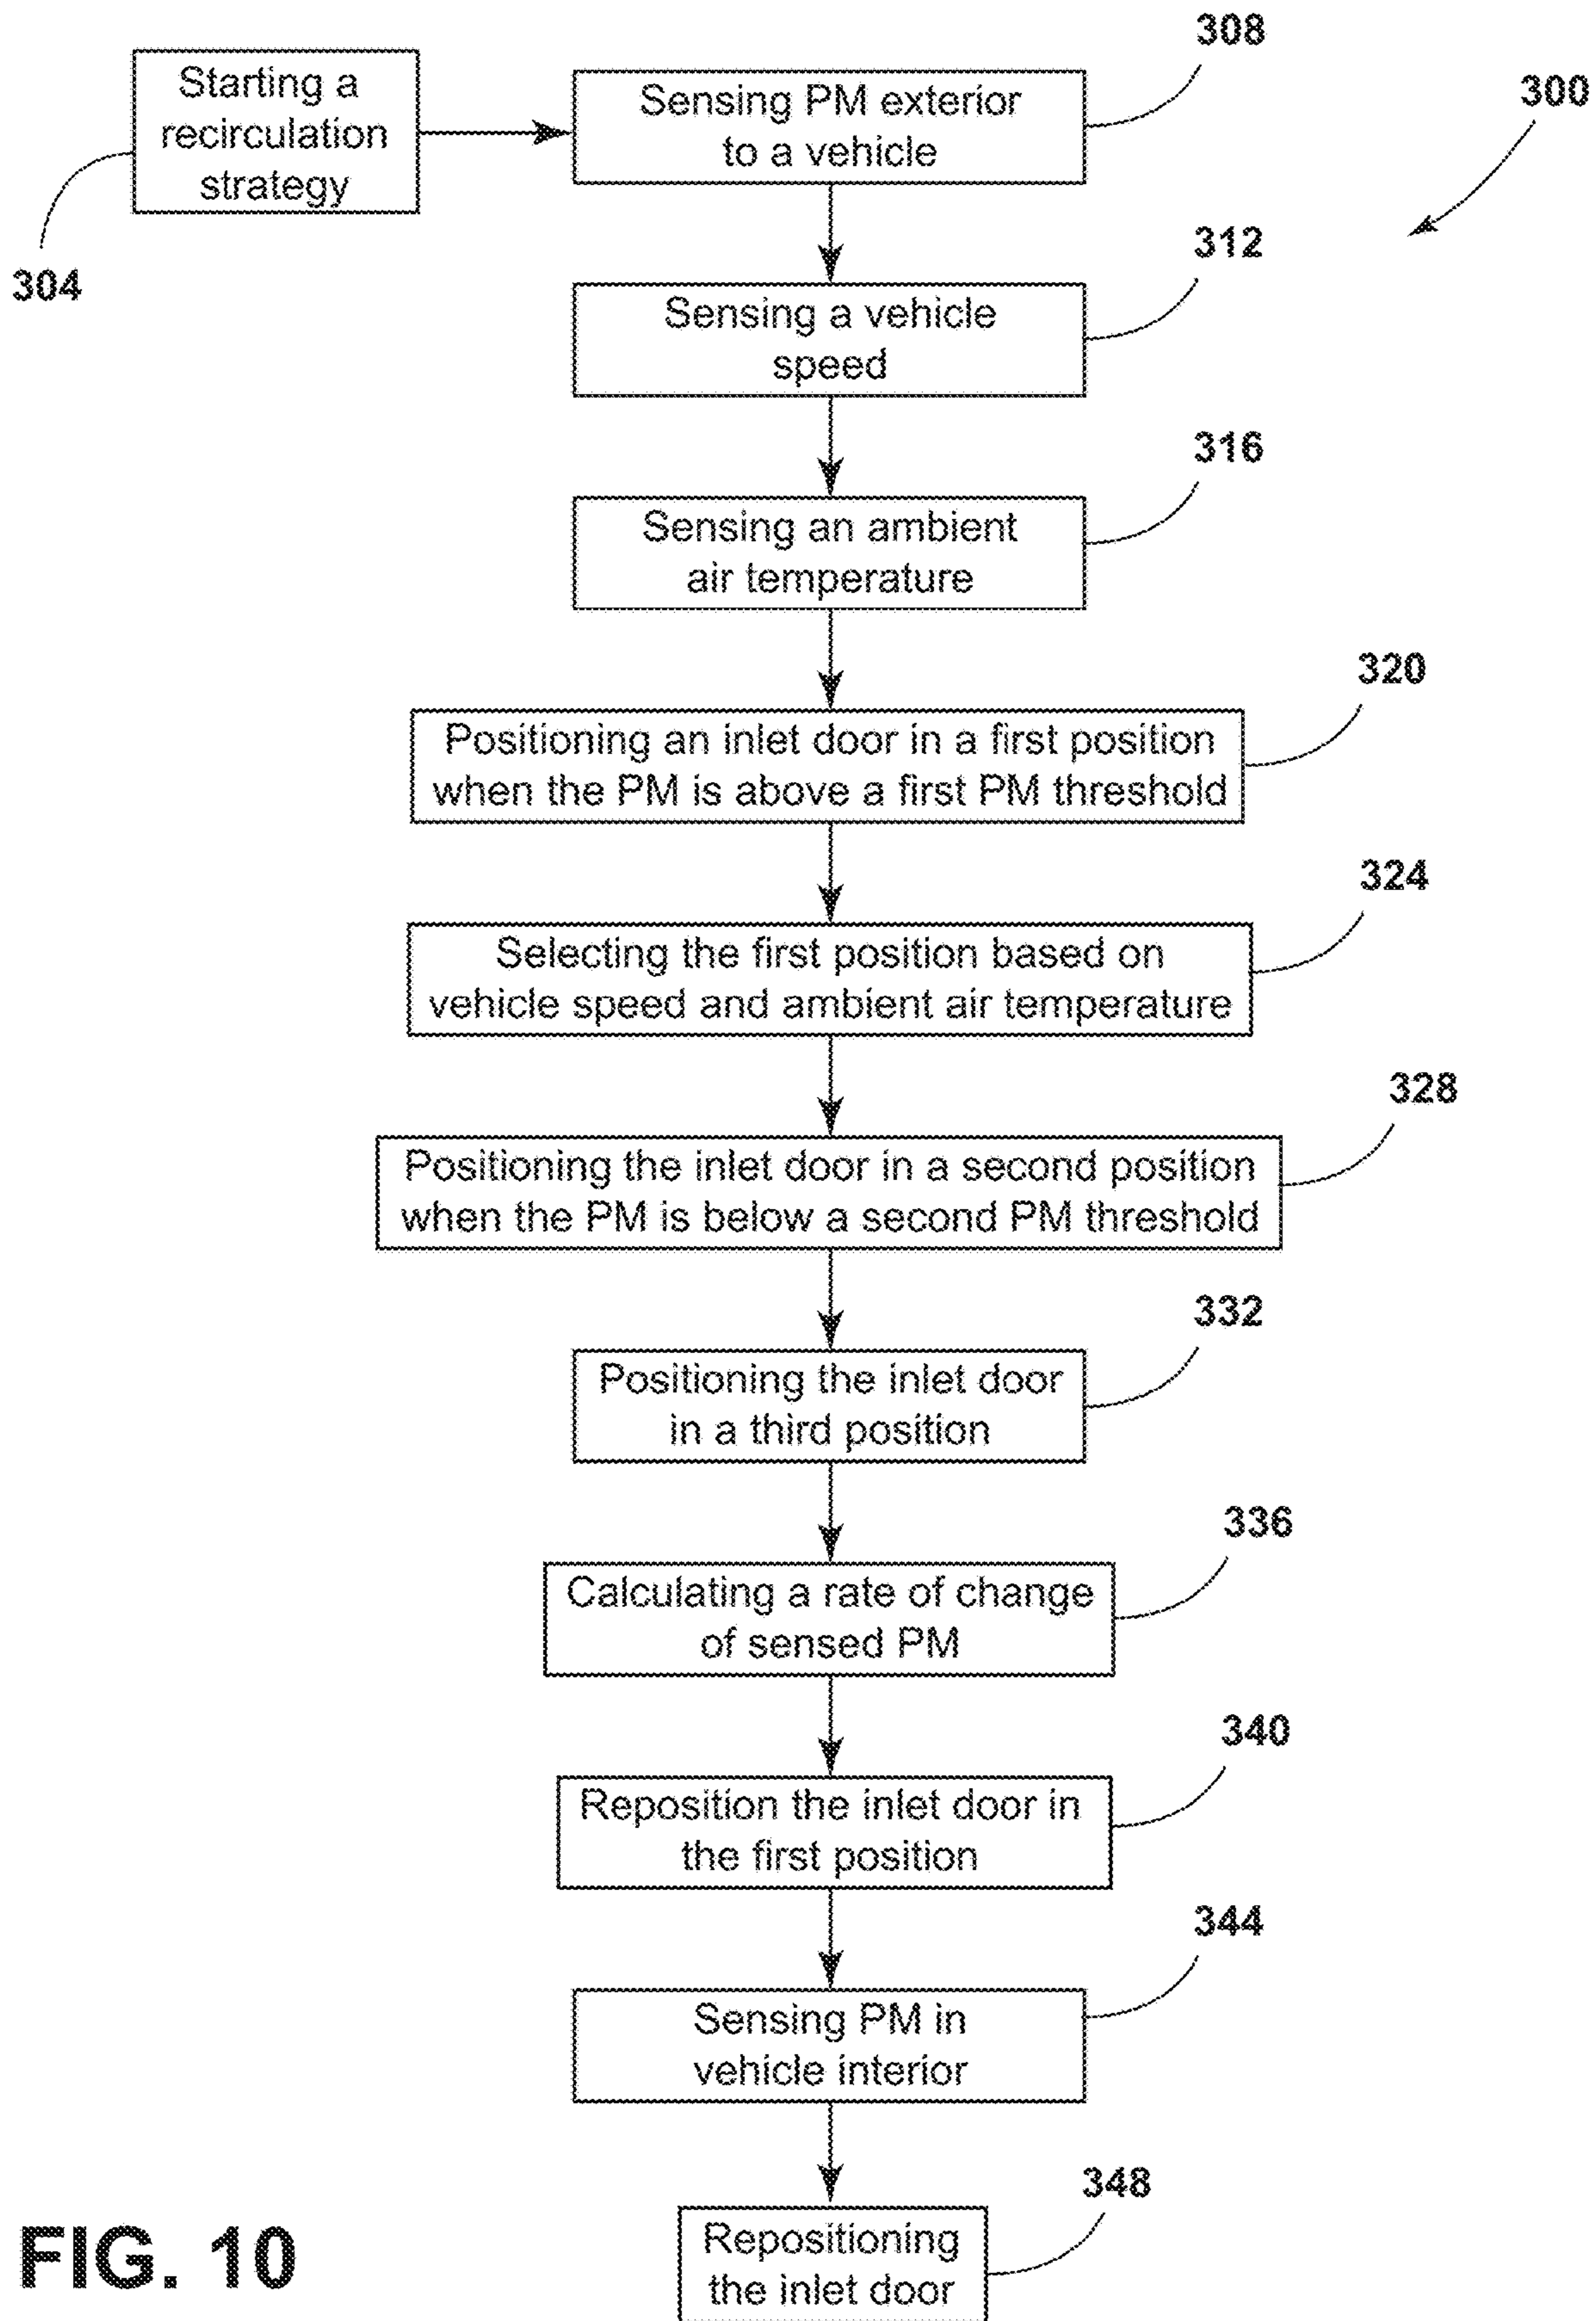 308
Starting a
recirculation
strategy
Sensing PM exterior
to a vehicle
300
304
312
Sensing a vehicle
speed
316
Sensing an ambient
air temperature
320
Positioning an inlet door in a first position
when the PM is above a first PM threshold
324
Selecting the first position based on
vehicle speed and ambient air temperature
328
Positioning the inlet door in a second position
when the PM is below a second PM threshold
332
Positioning the inlet door
in a third position
336
Calculating a rate of change
of sensed PM
340
Reposition the inlet door in
the first position
344
Sensing PM in
vehicle interior
348
Repositioning
the inlet door
FIG. 10